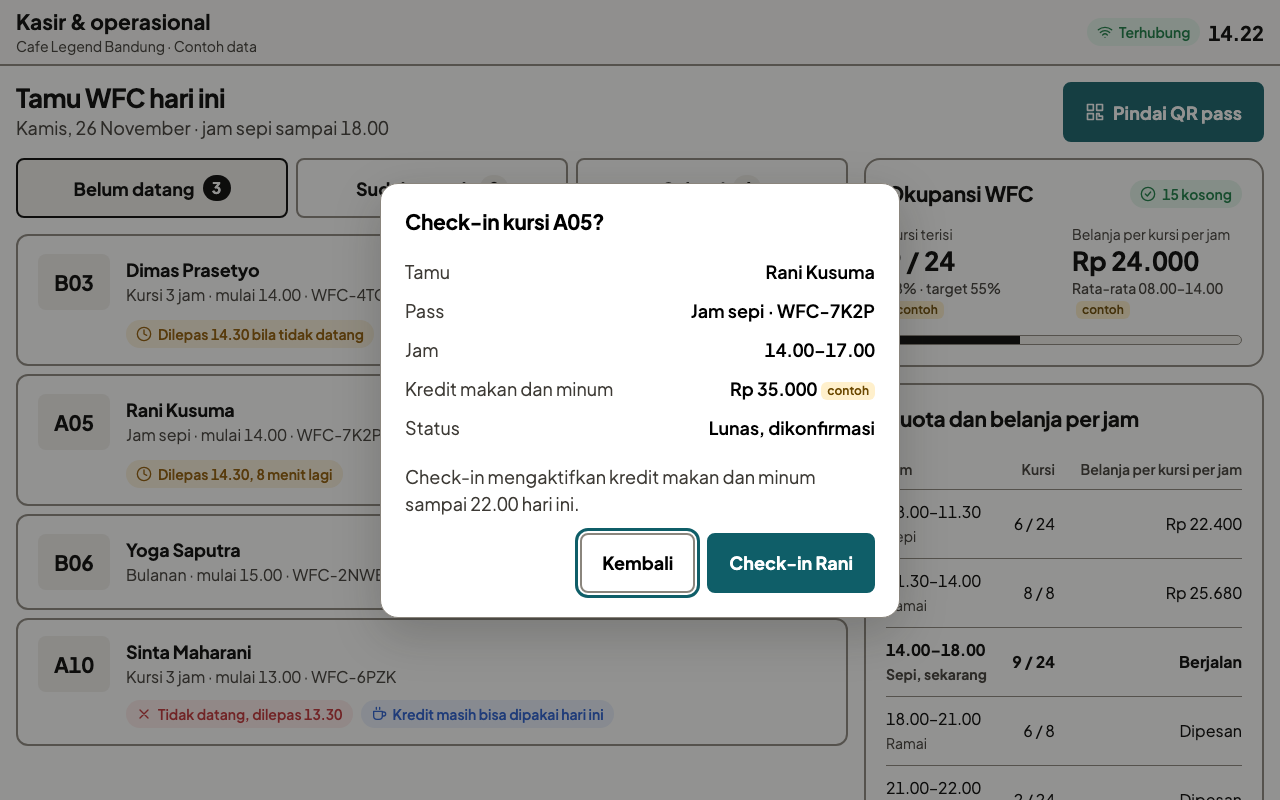 Kasir & operasional
Cafe Legend Bandung · Contoh data
Terhubung
14.22
Tamu WFC hari ini
Kamis, 26 November · jam sepi sampai 18.00
Pindai QR pass
Belum datang 3
B03
Dimas Prasetyo
Kursi 3 jam · mulai 14.00
Dilepas 14.30 bila tidak datang
A05
Rani Kusuma
Jam sepi · mulai 14.00 · WFC-7K2P
Dilepas 14.30, 8 menit lagi
B06
Yoga Saputra
Bulanan · mulai 15.00
A10
Sinta Maharani
Kursi 3 jam · mulai 13.00 · WFC-6PZK
Tidak datang, dilepas 13.30
Kredit masih bisa dipakai hari ini
Check-in kursi A05?
Tamu
Rani Kusuma
Pass
Jam sepi · WFC-7K2P
Jam
14.00–17.00
Kredit makan dan minum
Rp 35.000 contoh
Status
Lunas, dikonfirmasi
Check-in mengaktifkan kredit makan dan minum
sampai 22.00 hari ini.
Kembali
Check-in Rani
Okupansi WFC
15 kosong
terisi
/ 24
· target 55%
contoh
Belanja per kursi per jam
Rp 24.000
Rata-rata 08.00–14.00
contoh
dan belanja per jam
Kursi
Belanja per kursi per jam
6 / 24
Rp 22.400
8 / 8
Rp 25.680
14.00–18.00
Sepi, sekarang
9 / 24
Berjalan
18.00–21.00
Ramai
6 / 8
Dipesan
21.00–22.00
2 / 24
Dipesan